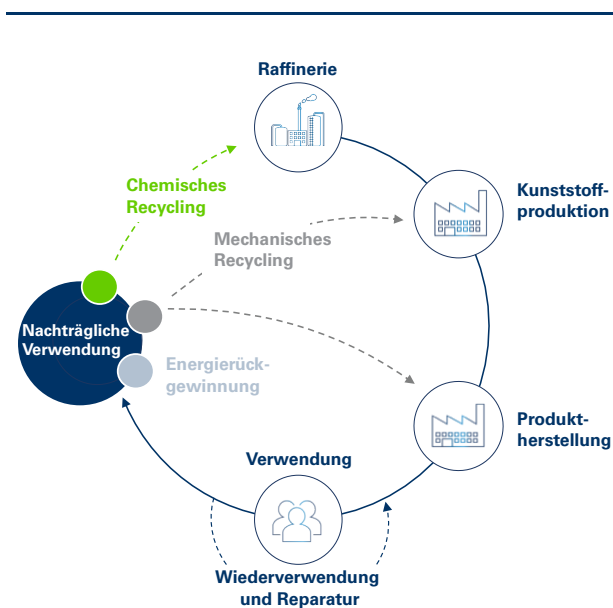 Raffinerie
Chemisches
Recycling
Kunststoff-
produktion
Mechanisches
Recycling
Nachträgliche
Verwendung
Energierück-
gewinnung
Produkt-
herstellung
Verwendung
Wiederverwendung
und Reparatur